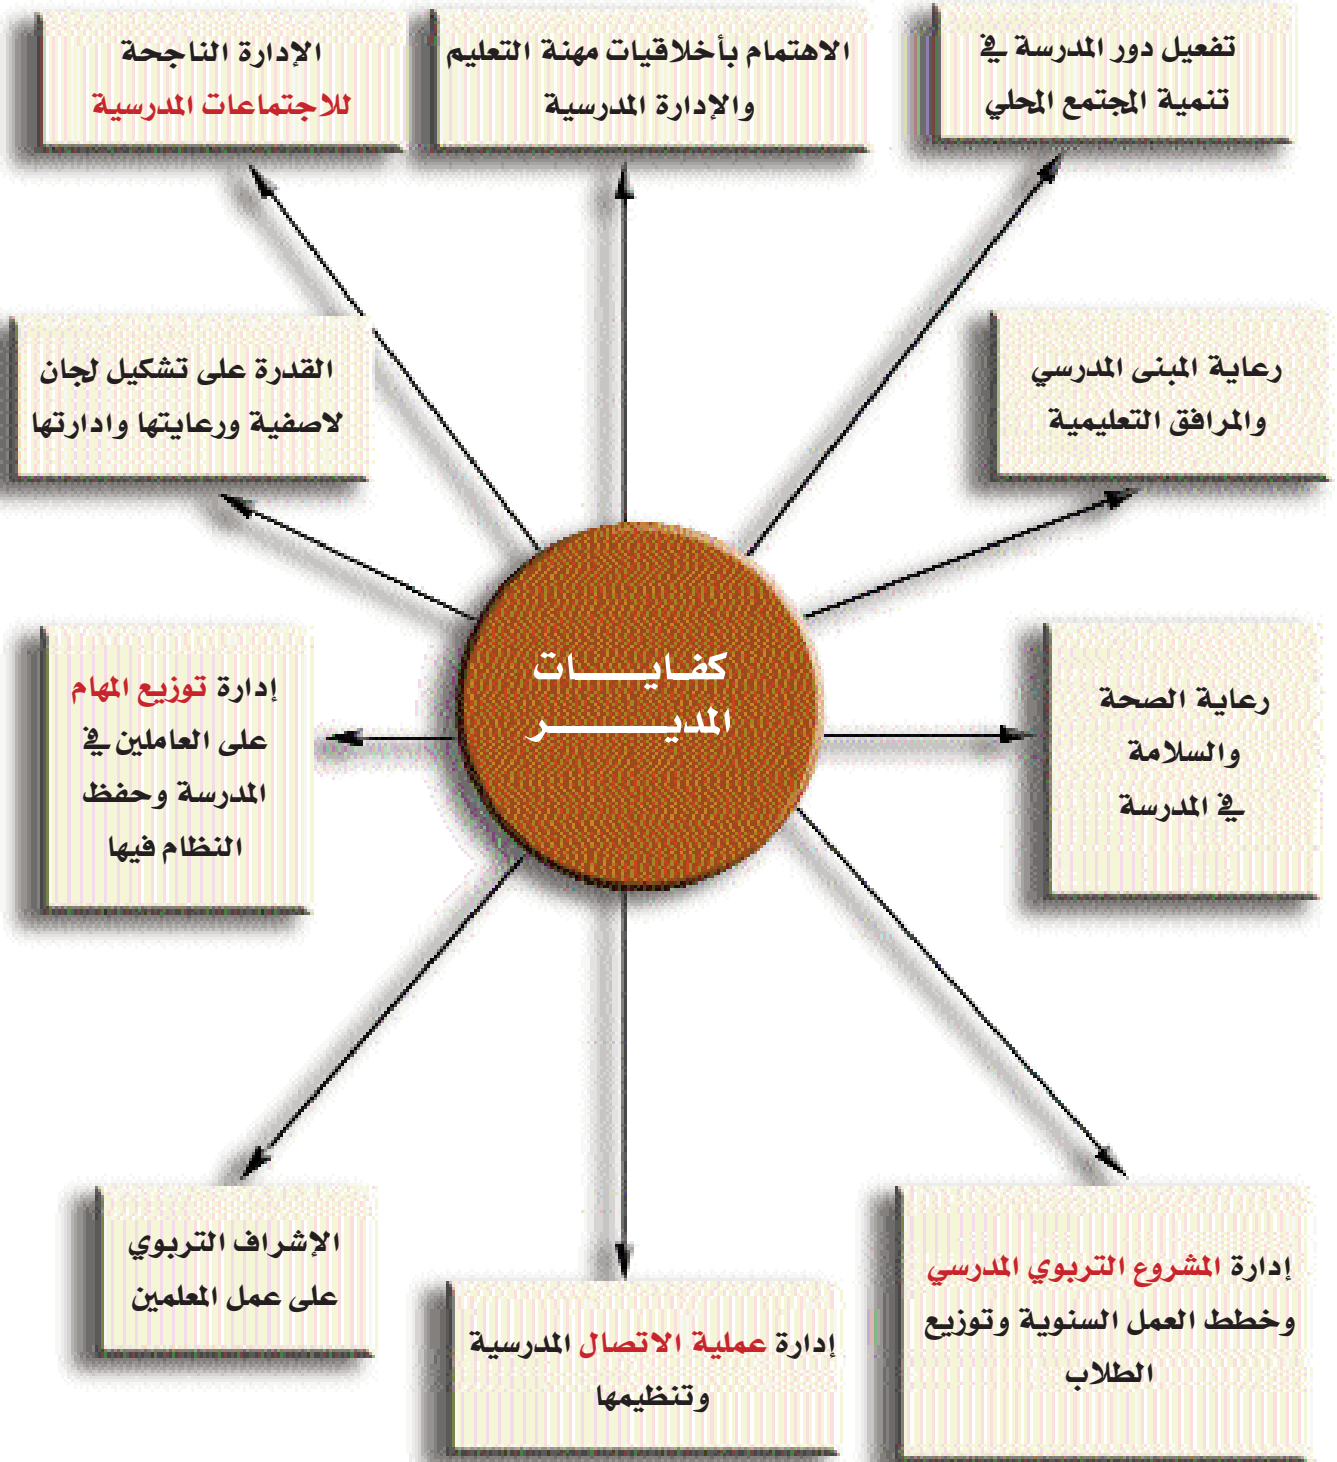 تفعيل دور المدرسة في
تنمية المجتمع المحلي
الاهتمام بأخلاقيات مهنة التعليم
والإدارة المدرسية
الإدارة الناجحة
للاجتماعات المدرسية
رعاية المبنى المدرسي
والمرافق التعليمية
القدرة على تشكيل لجان
لاصفية ورعايتها وادارتها
كفايـــــات
المديـــــــر
رعاية الصحة
والسلامة
في المدرسة
إدارة توزيع المهام
على العاملين في
المدرسة وحفظ
النظام فيها
إدارة المشروع التربوي المدرسي
وخطط العمل السنوية وتوزيع
الطلاب
إدارة عملية الاتصال المدرسية
وتنظيمها
الإشراف التربوي
على عمل المعلمين